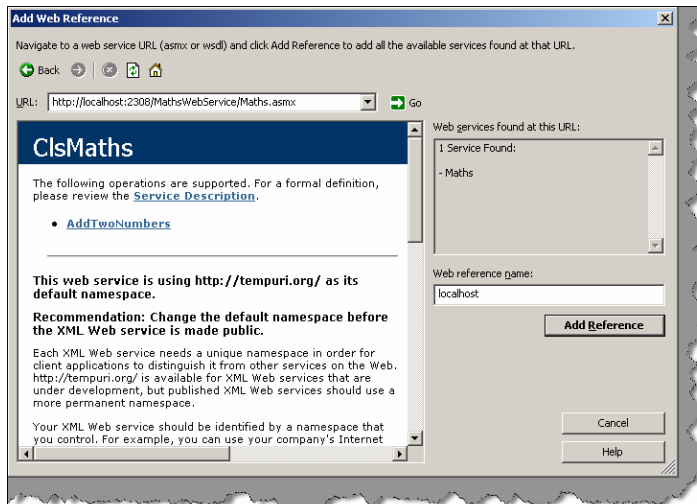 Add Web Reference
Navigate to a web service URL (asmx or wsdl) and click Add Reference to add all the available services found at that URL.
Back
URL: http://localhost:2308/MathsWebService/Maths.asmx Go
ClsMaths
The following operations are supported. For a formal definition,
please review the Service Description.
• AddTwoNumbers
This web service is using http://tempuri.org/ as its
default namespace.
Recommendation: Change the default namespace before
the XML Web service is made public.
Each XML Web service needs a unique namespace in order for
client applications to distinguish it from other services on the Web.
http://tempuri.org/ is available for XML Web services that are
under development, but published XML Web services should use a
more permanent namespace.
Your XML Web service should be identified by a namespace that
you control. For example, you can use your company's Internet
Web services found at this URL:
1 Service Found:
- Maths
Web reference name:
localhost
Add Reference
Cancel
Help